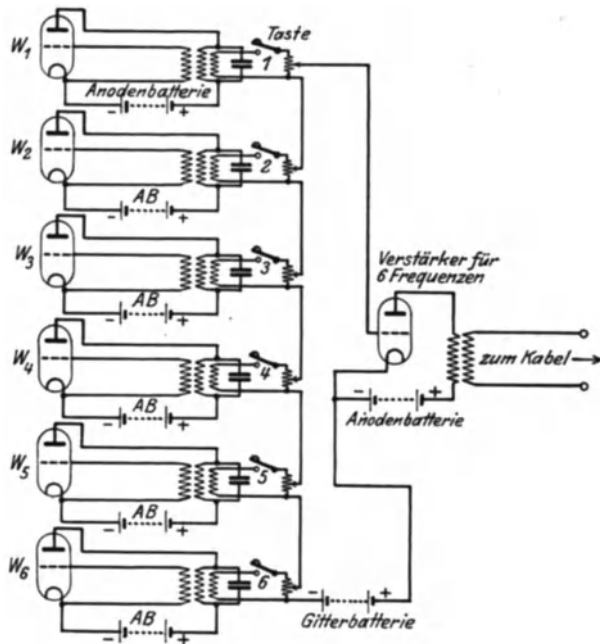 W1
Taste
1
Anodenbatterie
- +
W2
2
AB
- +
W3
3
AB
- +
Verstärker für
6 Frequenzen
W4
4
AB
- +
zum Kabel
- +
Anodenbatterie
W5
5
AB
- +
W6
6
AB
- +
- +
Gitterbatterie